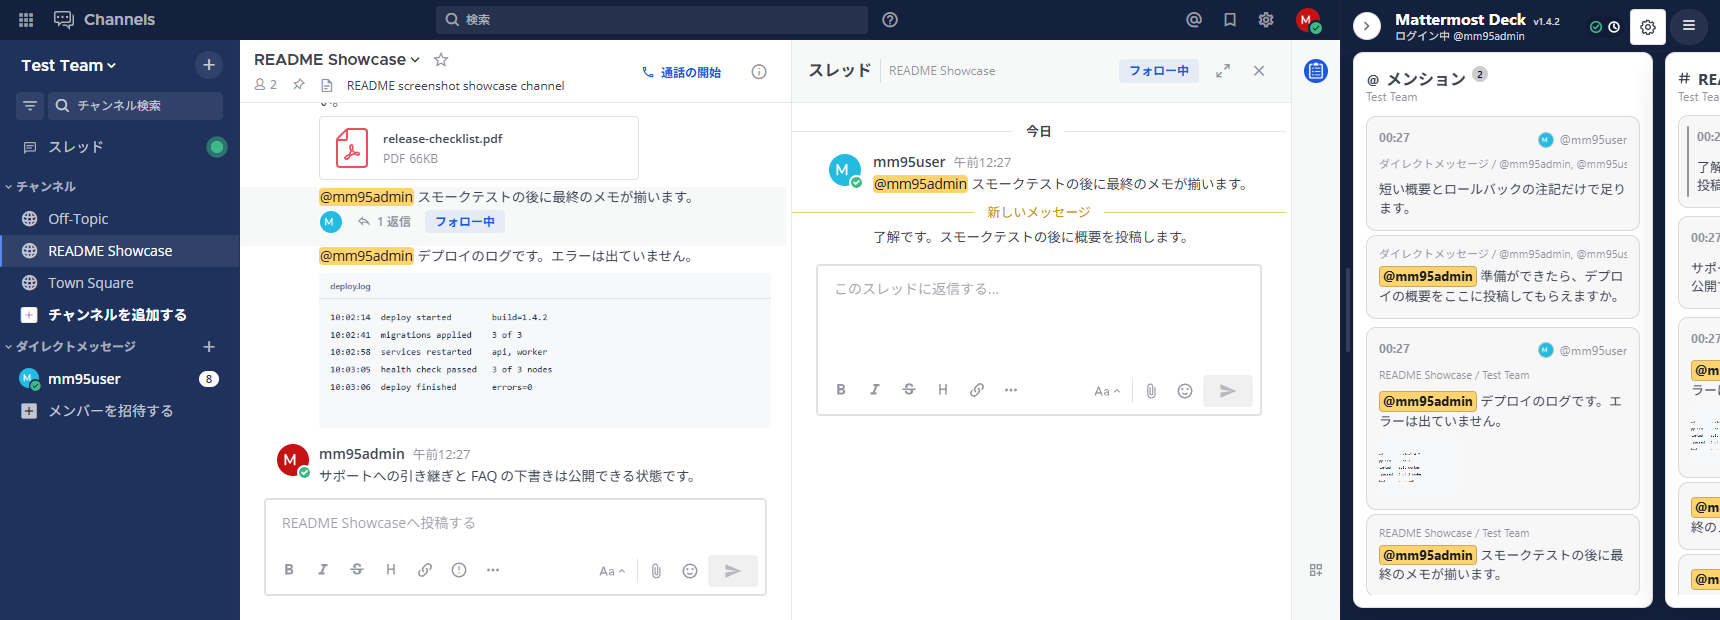 Channels
検索
Test Team
チャンネル検索
スレッド
チャンネル
Off-Topic
README Showcase
Town Square
チャンネルを追加する
ダイレクトメッセージ
M mm95user 8
メンバーを招待する
README Showcase
2
README screenshot showcase channel
通話の開始
release-checklist.pdf
PDF 66KB
@mm95admin スモークテストの後に最終のメモが揃います。
M 1 返信 フォロー中
@mm95admin デプロイのログです。エラーは出ていません。
deploy.log
10:02:14 deploy started build=1.4.2
10:02:41 migrations applied 3 of 3
10:02:58 services restarted api, worker
10:03:05 health check passed 3 of 3 nodes
10:03:06 deploy finished errors=0
M mm95admin 午前12:27
サポートへの引き継ぎと FAQ の下書きは公開できる状態です。
README Showcaseへ投稿する
B I S H
Aa
スレッド README Showcase フォロー中
今日
M mm95user 午前12:27
@mm95admin スモークテストの後に最終のメモが揃います。
新しいメッセージ
了解です。スモークテストの後に概要を投稿します。
このスレッドに返信する...
B I S H
Aa
M
Mattermost Deck v1.4.2
ログイン中 @mm95admin
@ メンション 2
Test Team
00:27 M @mm95user
ダイレクトメッセージ / @mm95admin, @mm95us
短い概要とロールバックの注記だけで足ります。
ダイレクトメッセージ / @mm95admin, @mm95us
@mm95admin 準備ができたら、デプロ
イの概要をここに投稿してもらえますか。
00:27 M @mm95user
README Showcase / Test Team
@mm95admin デプロイのログです。エ
ラーは出ていません。
README Showcase / Test Team
@mm95admin スモークテストの後に最
終のメモが揃います。
# RE
Test Tea
00:2
了解
投稿
00:27
サポ
公開
00:27
@m
ラー
@m
終の
@m